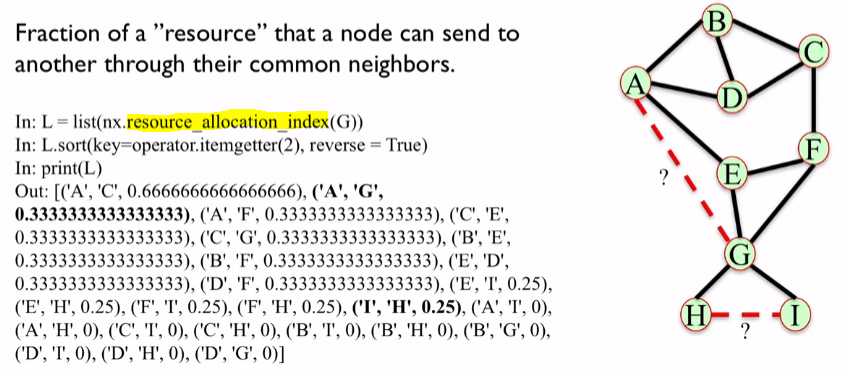 Fraction of a ”resource” that a node can send to
another through their common neighbors.
In: L = list(nx.resource_allocation_index(G))
In: L.sort(key=operator.itemgetter(2), reverse = True)
In: print(L)
Out: [('A', 'C', 0.6666666666666666), ('A', 'G',
0.3333333333333333), ('A', 'F', 0.3333333333333333), ('C', 'E',
0.3333333333333333), ('C', 'G', 0.3333333333333333), ('B', 'E',
0.3333333333333333), ('B', 'F', 0.3333333333333333), ('E', 'D',
0.3333333333333333), ('D', 'F', 0.3333333333333333), ('E', 'I', 0.25),
('E', 'H', 0.25), ('F', 'I', 0.25), ('F', 'H', 0.25), ('I', 'H', 0.25), ('A', 'I', 0),
('A', 'H', 0), ('C', 'I', 0), ('C', 'H', 0), ('B', 'I', 0), ('B', 'H', 0), ('B', 'G', 0),
('D', 'I', 0), ('D', 'H', 0), ('D', 'G', 0)]
B
C
A
D
F
E
?
G
H
I
?